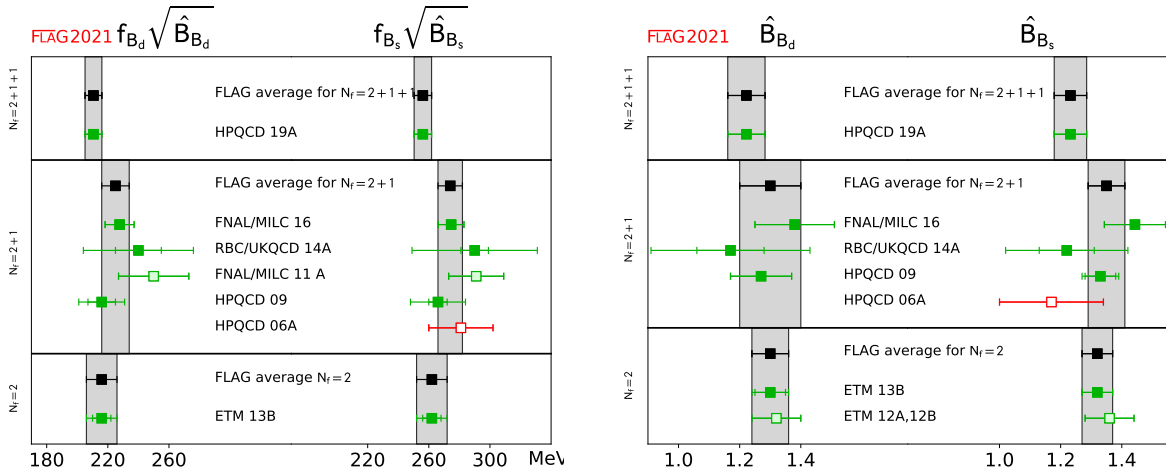 FLAG2021 f_{B_d}√B̂_{B_d} f_{B_s}√B̂_{B_s}
N_f=2+1+1
FLAG average for N_f=2+1+1
HPQCD 19A
N_f=2+1
FLAG average for N_f=2+1
FNAL/MILC 16
RBC/UKQCD 14A
FNAL/MILC 11 A
HPQCD 09
HPQCD 06A
N_f=2
FLAG average N_f=2
ETM 13B
180 220 260 220 260 300 MeV
FLAG2021 B̂_{B_d} B̂_{B_s}
N_f=2+1+1
FLAG average for N_f=2+1+1
HPQCD 19A
N_f=2+1
FLAG average for N_f=2+1
FNAL/MILC 16
RBC/UKQCD 14A
HPQCD 09
HPQCD 06A
N_f=2
FLAG average for N_f=2
ETM 13B
ETM 12A,12B
1.0 1.2 1.4 1.0 1.2 1.4